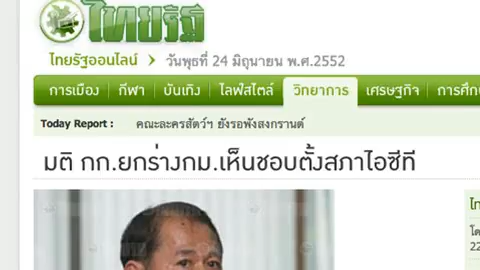 ไทยรัฐ
ไทยรัฐออนไลน์ วันพุธที่ 24 มิถุนายน พ.ศ.2552
การเมือง กีฬา บันเทิง ไลฟ์สไตล์ วิทยาการ เศรษฐกิจ การศึก
Today Report : คณะละครสัตว์ฯ ยังรอพังสงกรานต์
มติ กก.ยกร่างกม.เห็นชอบตั้งสภาไอซีที
ไท
โด
22